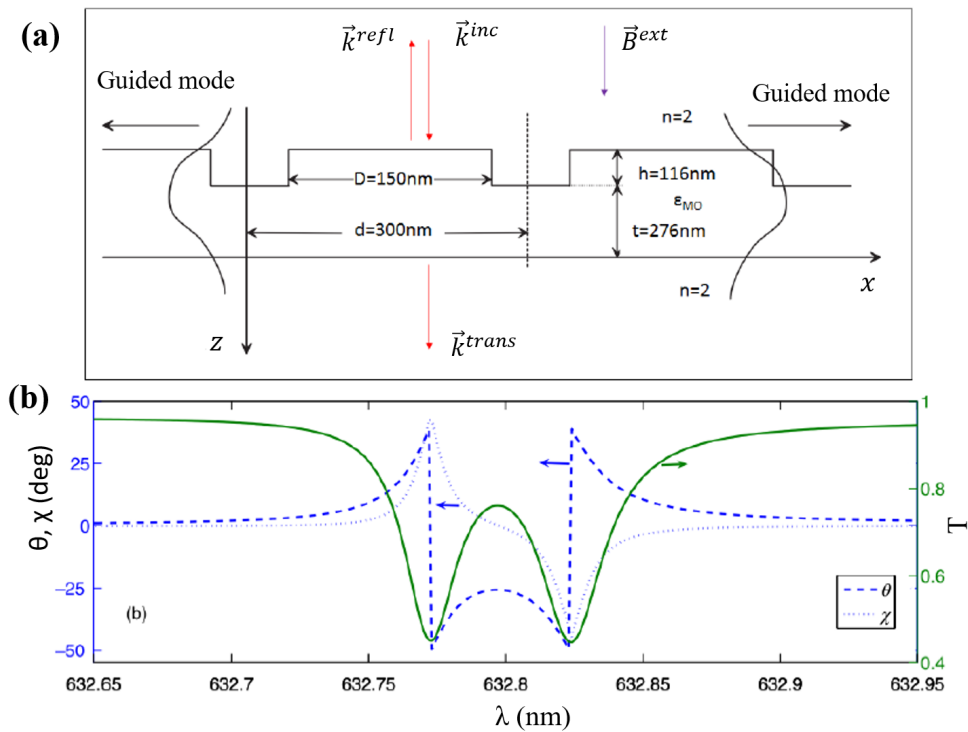 (a)
k⃗^refl k⃗^inc B⃗^ext
Guided mode Guided mode
n=2
D=150nm h=116nm
ε_MO
d=300nm t=276nm
x
n=2
z k⃗^trans
(b)
50 1
25 0.8
0
−25 0.6
−50 0.4
θ, χ (deg)
T
(b)
θ
χ
632.65 632.7 632.75 632.8 632.85 632.9 632.95
λ (nm)